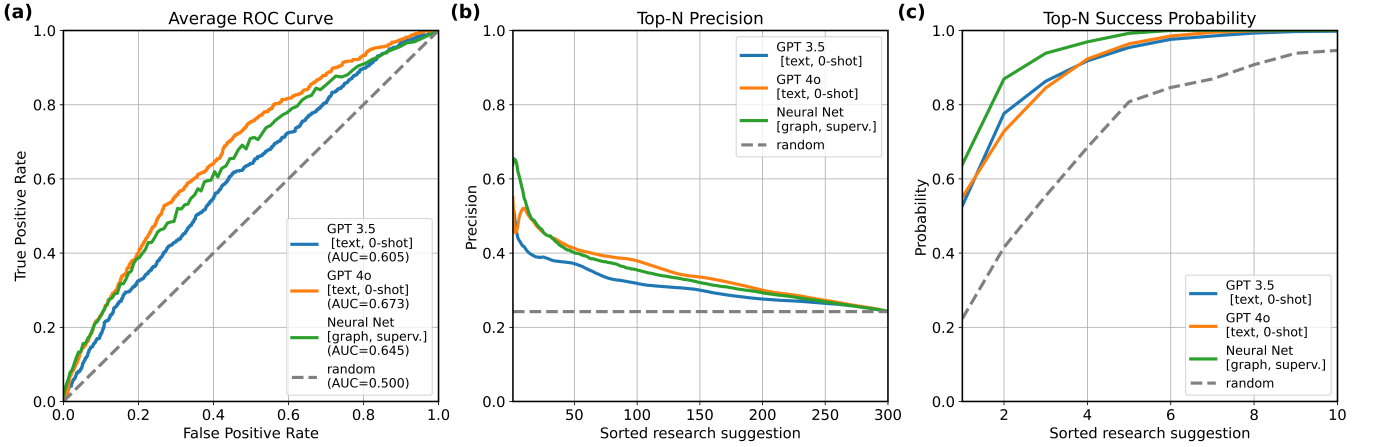 (a)
Average ROC Curve
1.0
0.8
0.6
0.4
0.2
0.0
True Positive Rate
0.0 0.2 0.4 0.6 0.8 1.0
False Positive Rate
GPT 3.5
[text, 0-shot]
(AUC=0.605)
GPT 4o
[text, 0-shot]
(AUC=0.673)
Neural Net
[graph, superv.]
(AUC=0.645)
random
(AUC=0.500)
(b)
Top-N Precision
1.0
0.8
0.6
0.4
0.2
0.0
Precision
50 100 150 200 250 300
Sorted research suggestion
GPT 3.5
[text, 0-shot]
GPT 4o
[text, 0-shot]
Neural Net
[graph, superv.]
random
(c)
Top-N Success Probability
1.0
0.8
0.6
0.4
0.2
0.0
Probability
2 4 6 8 10
Sorted research suggestion
GPT 3.5
[text, 0-shot]
GPT 4o
[text, 0-shot]
Neural Net
[graph, superv.]
random